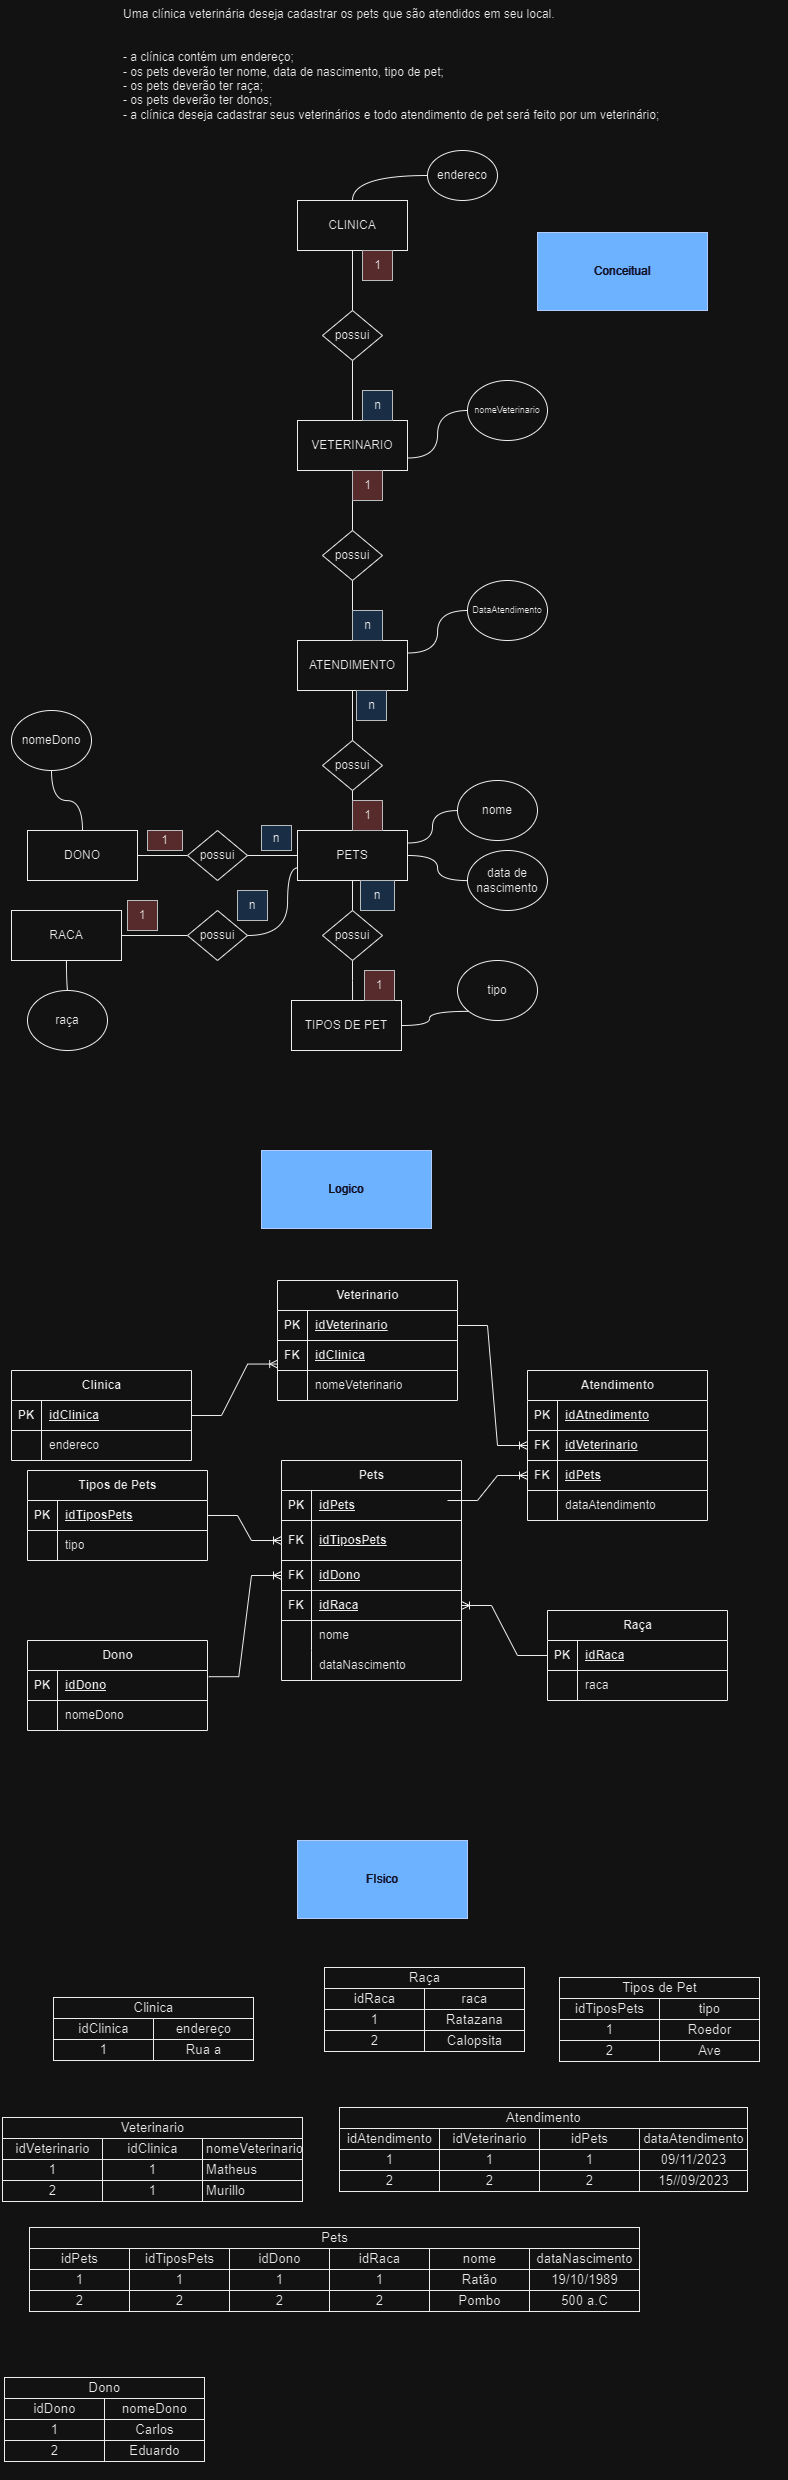 Uma clínica veterinária deseja cadastrar os pets que são atendidos em seu local.
- a clínica contém um endereço;
- os pets deverão ter nome, data de nascimento, tipo de pet;
- os pets deverão ter raça;
- os pets deverão ter donos;
- a clínica deseja cadastrar seus veterinários e todo atendimento de pet será feito por um veterinário;
endereco
CLINICA
1
Conceitual
possui
n
nomeVeterinario
VETERINARIO
1
possui
DataAtendimento
n
ATENDIMENTO
n
nomeDono
possui
nome
1
DONO
1
possui
n
PETS
data de
nascimento
n
RACA
1
possui
n
possui
1
tipo
raça
TIPOS DE PET
Logico
Veterinario
PK idVeterinario
FK idClinica
nomeVeterinario
Clinica
PK idClinica
endereco
Atendimento
PK idAtnedimento
FK idVeterinario
FK idPets
dataAtendimento
Tipos de Pets
PK idTiposPets
tipo
Pets
PK idPets
FK idTiposPets
FK idDono
FK idRaca
nome
dataNascimento
Raça
PK idRaca
raca
Dono
PK idDono
nomeDono
FIsico
Clinica
idClinica endereço
1 Rua a
Raça
idRaca raca
1 Ratazana
2 Calopsita
Tipos de Pet
idTiposPets tipo
1 Roedor
2 Ave
Veterinario
idVeterinario idClinica nomeVeterinario
1 1 Matheus
2 1 Murillo
Atendimento
idAtendimento idVeterinario idPets dataAtendimento
1 1 1 09/11/2023
2 2 2 15//09/2023
Pets
idPets idTiposPets idDono idRaca nome dataNascimento
1 1 1 1 Ratão 19/10/1989
2 2 2 2 Pombo 500 a.C
Dono
idDono nomeDono
1 Carlos
2 Eduardo